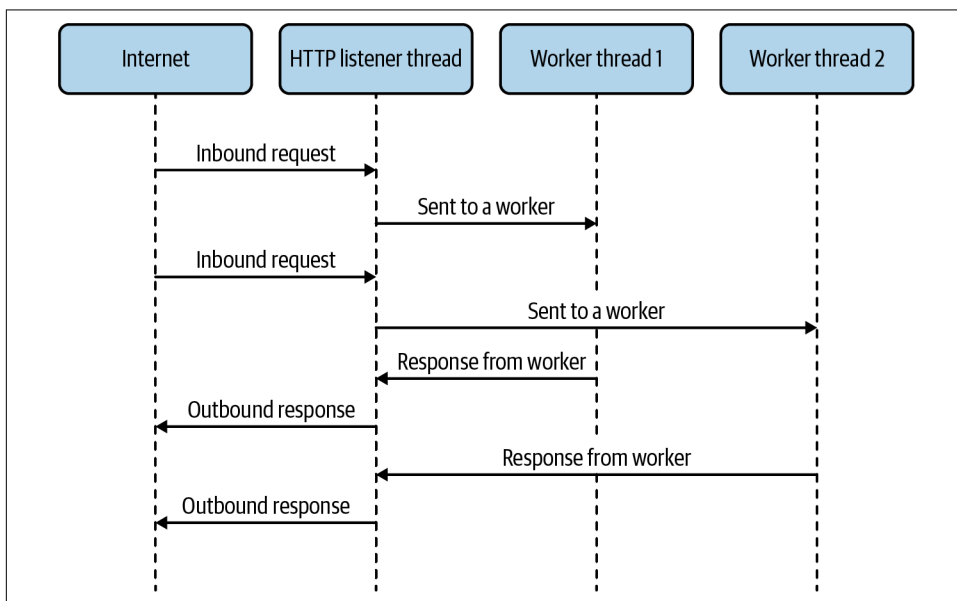 Internet
HTTP listener thread
Worker thread 1
Worker thread 2
Inbound request
Sent to a worker
Inbound request
Sent to a worker
Response from worker
Outbound response
Response from worker
Outbound response